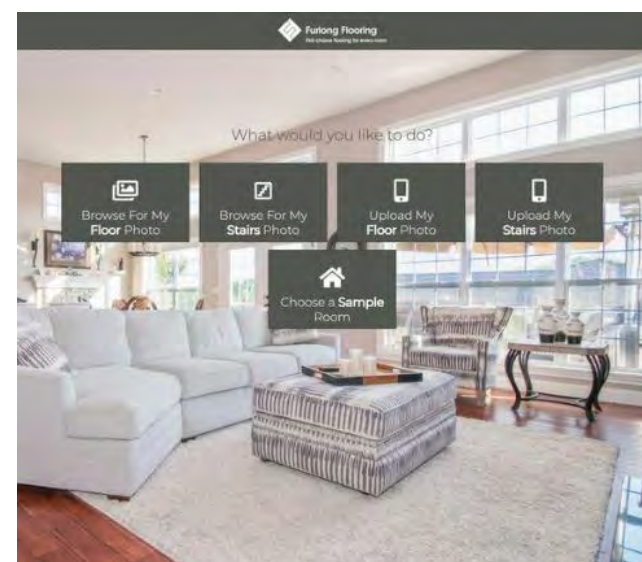 Furlong Flooring
What would you like to do?
Browse For My
Floor Photo
Browse For My
Stairs Photo
Upload My
Floor Photo
Upload My
Stairs Photo
Choose a Sample
Room